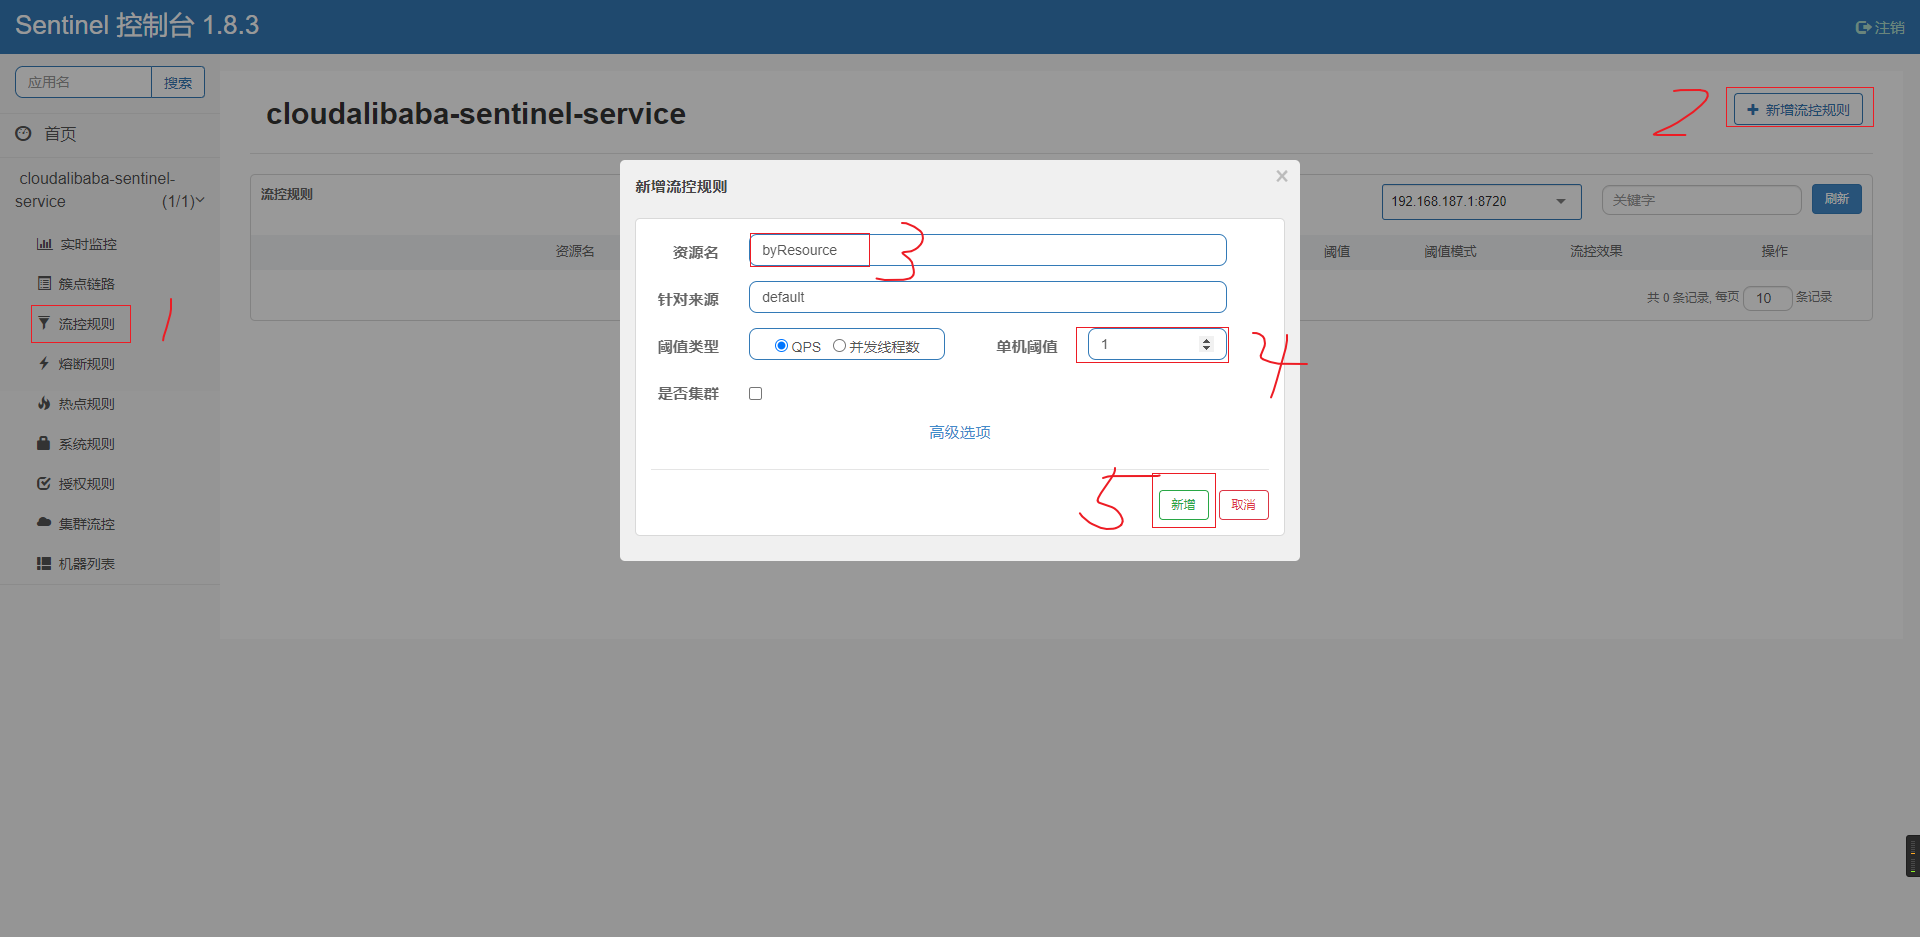 Sentinel 控制台 1.8.3
注销
应用名
搜索
首页
cloudalibaba-sentinel-service
(1/1)
实时监控
簇点链路
流控规则
1
熔断规则
热点规则
系统规则
授权规则
集群流控
机器列表
cloudalibaba-sentinel-service
2
新增流控规则
流控规则
192.168.187.1:8720
关键字
刷新
资源名
阈值
阈值模式
流控效果
操作
共 0 条记录, 每页
10
条记录
新增流控规则
×
资源名
byResource
3
针对来源
default
阈值类型
QPS
并发线程数
单机阈值
1
4
是否集群
高级选项
5
新增
取消